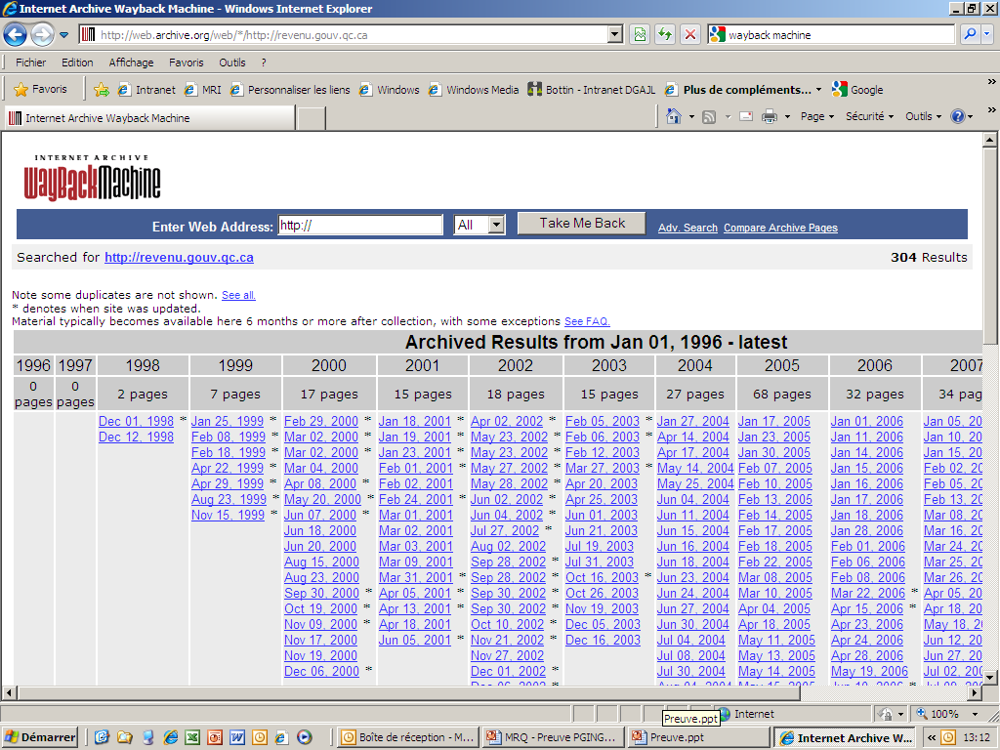 Internet Archive Wayback Machine - Windows Internet Explorer
http://web.archive.org/web/*/http://revenu.gouv.qc.ca wayback machine
Fichier Edition Affichage Favoris Outils ?
Favoris Intranet MRI Personnaliser les liens Windows Windows Media Bottin - Intranet DGAJL Plus de compléments... Google »
Internet Archive Wayback Machine Page Sécurité Outils »
INTERNET ARCHIVE
WayBackMachine
Enter Web Address: http:// All Take Me Back Adv. Search Compare Archive Pages
Searched for http://revenu.gouv.qc.ca 304 Results
Note some duplicates are not shown. See all.
* denotes when site was updated.
Material typically becomes available here 6 months or more after collection, with some exceptions See FAQ.
Archived Results from Jan 01, 1996 - latest
1996 1997 1998 1999 2000 2001 2002 2003 2004 2005 2006 2007
0 pages 0 pages 2 pages 7 pages 17 pages 15 pages 18 pages 15 pages 27 pages 68 pages 32 pages 34 pag
Dec 01, 1998 * Jan 25, 1999 * Feb 29, 2000 * Jan 18, 2001 * Apr 02, 2002 * Feb 05, 2003 * Jan 27, 2004 Jan 17, 2005 Jan 01, 2006 Jan 05, 20
Dec 12, 1998 Feb 08, 1999 * Mar 02, 2000 * Jan 19, 2001 * May 23, 2002 * Feb 06, 2003 * Apr 14, 2004 Jan 23, 2005 Jan 11, 2006 Jan 10, 20
Feb 18, 1999 * Mar 02, 2000 * Jan 23, 2001 * May 23, 2002 * Feb 12, 2003 Apr 17, 2004 Jan 30, 2005 Jan 14, 2006 Jan 15, 20
Apr 22, 1999 * Mar 04, 2000 Feb 01, 2001 * May 27, 2002 * Mar 27, 2003 * May 14, 2004 Feb 07, 2005 Jan 15, 2006 Feb 02, 20
Apr 29, 1999 * Apr 08, 2000 * Feb 02, 2001 May 28, 2002 * Apr 20, 2003 May 25, 2004 Feb 10, 2005 Jan 16, 2006 Feb 05, 20
Aug 23, 1999 * May 20, 2000 * Feb 24, 2001 * Jun 02, 2002 * Apr 25, 2003 Jun 04, 2004 Feb 13, 2005 Jan 17, 2006 Feb 13, 20
Nov 15, 1999 * Jun 07, 2000 * Mar 01, 2001 Jun 04, 2002 * Jun 01, 2003 Jun 11, 2004 Feb 14, 2005 Jan 18, 2006 Mar 08, 20
Jun 18, 2000 Mar 02, 2001 Jul 27, 2002 * Jun 21, 2003 Jun 15, 2004 Feb 17, 2005 Jan 28, 2006 Mar 16, 20
Jun 20, 2000 Mar 03, 2001 Aug 02, 2002 Jul 19, 2003 Jun 16, 2004 Feb 18, 2005 Feb 01, 2006 Mar 24, 20
Aug 15, 2000 Mar 09, 2001 Sep 28, 2002 * Jul 31, 2003 Jun 18, 2004 Feb 22, 2005 Feb 06, 2006 Mar 25, 20
Aug 23, 2000 Mar 31, 2001 * Sep 28, 2002 * Oct 16, 2003 * Jun 23, 2004 Mar 08, 2005 Feb 08, 2006 Mar 26, 20
Sep 30, 2000 * Apr 05, 2001 * Sep 30, 2002 * Oct 26, 2003 Jun 24, 2004 Mar 10, 2005 Mar 22, 2006 * Apr 05, 20
Oct 19, 2000 * Apr 13, 2001 * Sep 30, 2002 * Nov 19, 2003 Jun 27, 2004 Apr 04, 2005 Apr 15, 2006 * Apr 18, 20
Nov 09, 2000 * Apr 18, 2001 Oct 10, 2002 * Dec 05, 2003 Jun 30, 2004 Apr 18, 2005 Apr 23, 2006 May 18, 20
Nov 17, 2000 Jun 05, 2001 * Nov 21, 2002 * Dec 16, 2003 Jul 04, 2004 May 11, 2005 Apr 24, 2006 Jun 12, 20
Nov 19, 2000 Nov 27, 2002 Jul 08, 2004 May 13, 2005 Apr 28, 2006 Jun 27, 20
Dec 06, 2000 * Dec 01, 2002 * Jul 30, 2004 May 14, 2005 May 19, 2006 Jul 02, 20
Preuve.ppt Internet 100%
Démarrer Boîte de réception - M... MRQ - Preuve PGING... Preuve.ppt Internet Archive W... « 13:12